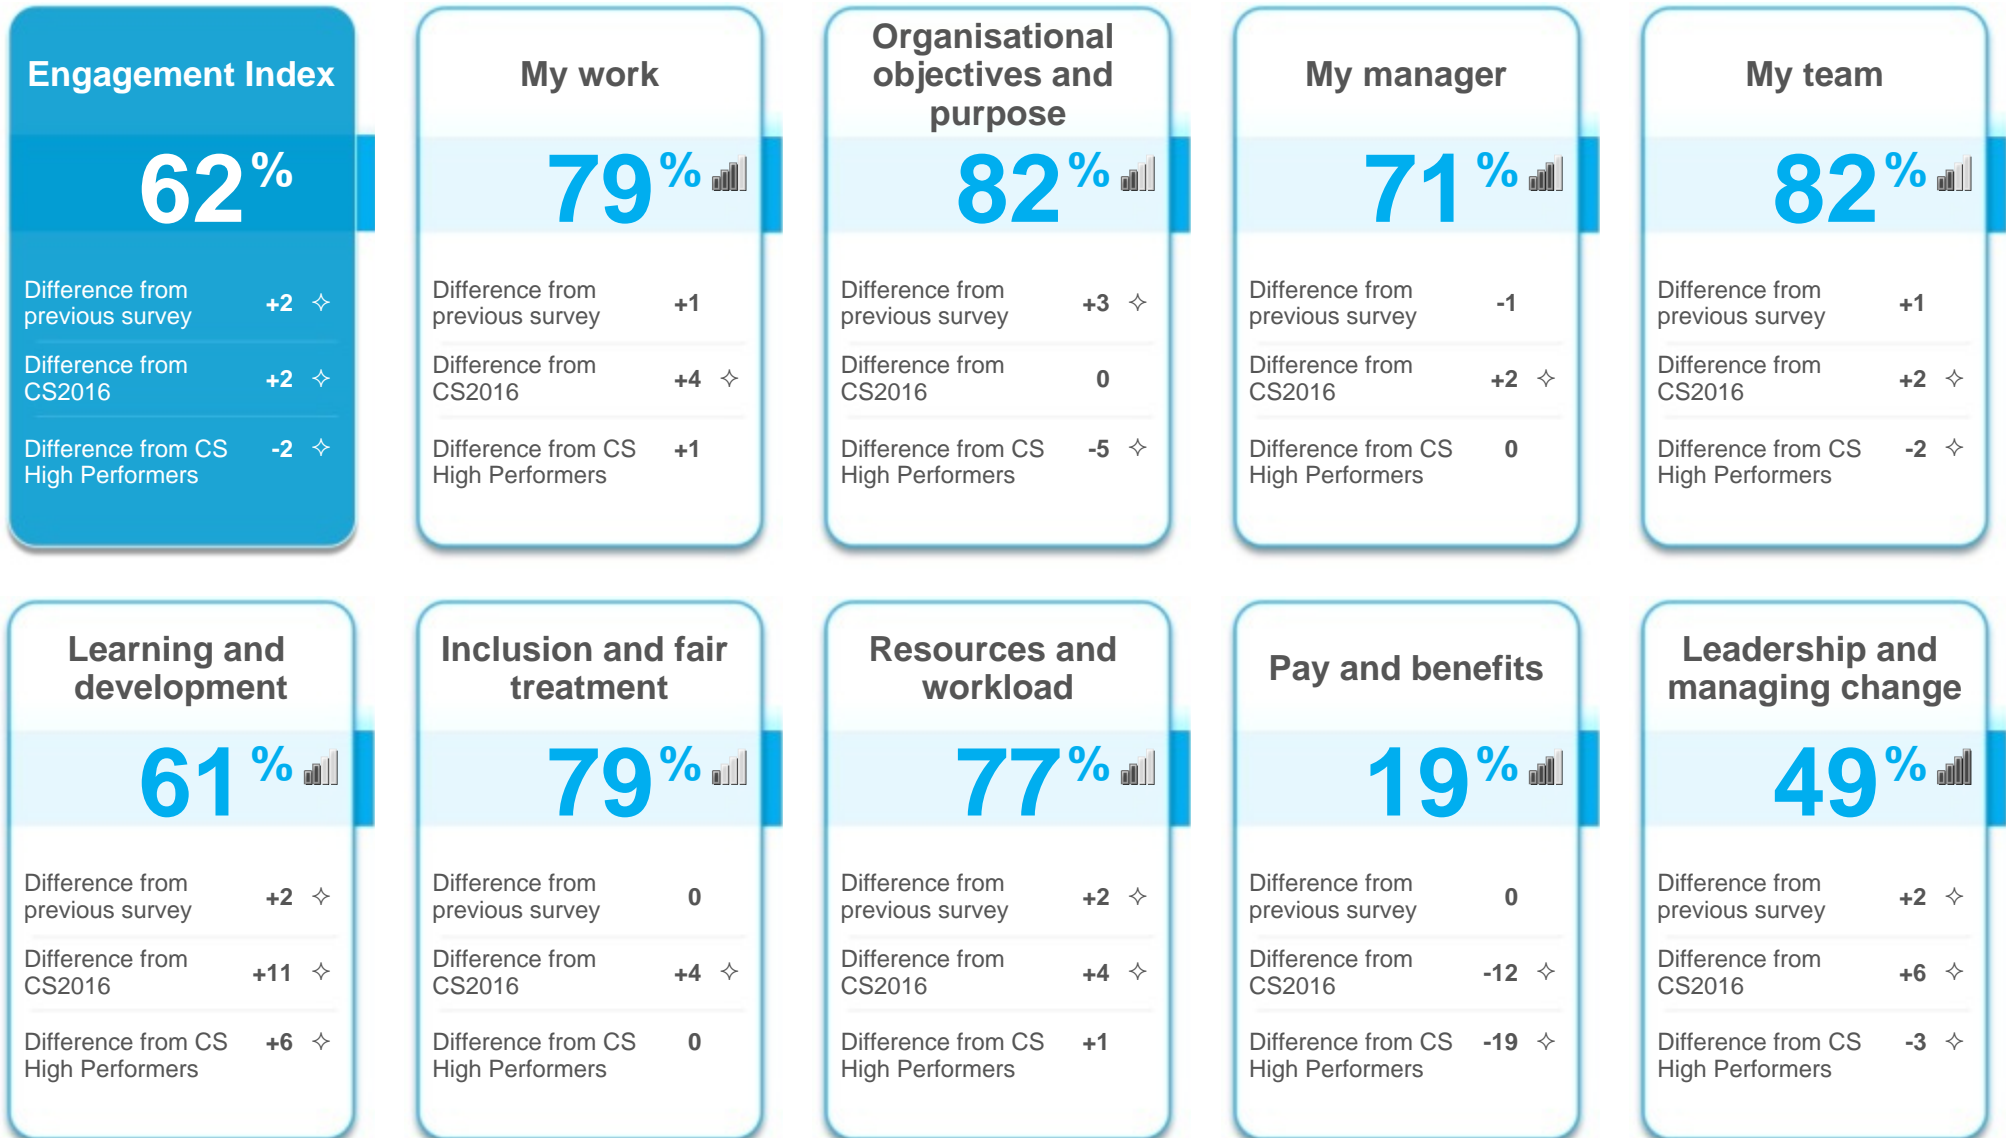 Engagement Index
62%
Difference from
previous survey
+2 ✧
Difference from
CS2016
+2 ✧
Difference from CS
High Performers
-2 ✧
My work
79%
Difference from
previous survey
+1
Difference from
CS2016
+4 ✧
Difference from CS
High Performers
+1
Organisational
objectives and
purpose
82%
Difference from
previous survey
+3 ✧
Difference from
CS2016
0
Difference from CS
High Performers
-5 ✧
My manager
71%
Difference from
previous survey
-1
Difference from
CS2016
+2 ✧
Difference from CS
High Performers
0
My team
82%
Difference from
previous survey
+1
Difference from
CS2016
+2 ✧
Difference from CS
High Performers
-2 ✧
Learning and
development
61%
Difference from
previous survey
+2 ✧
Difference from
CS2016
+11 ✧
Difference from CS
High Performers
+6 ✧
Inclusion and fair
treatment
79%
Difference from
previous survey
0
Difference from
CS2016
+4 ✧
Difference from CS
High Performers
0
Resources and
workload
77%
Difference from
previous survey
+2 ✧
Difference from
CS2016
+4 ✧
Difference from CS
High Performers
+1
Pay and benefits
19%
Difference from
previous survey
0
Difference from
CS2016
-12 ✧
Difference from CS
High Performers
-19 ✧
Leadership and
managing change
49%
Difference from
previous survey
+2 ✧
Difference from
CS2016
+6 ✧
Difference from CS
High Performers
-3 ✧